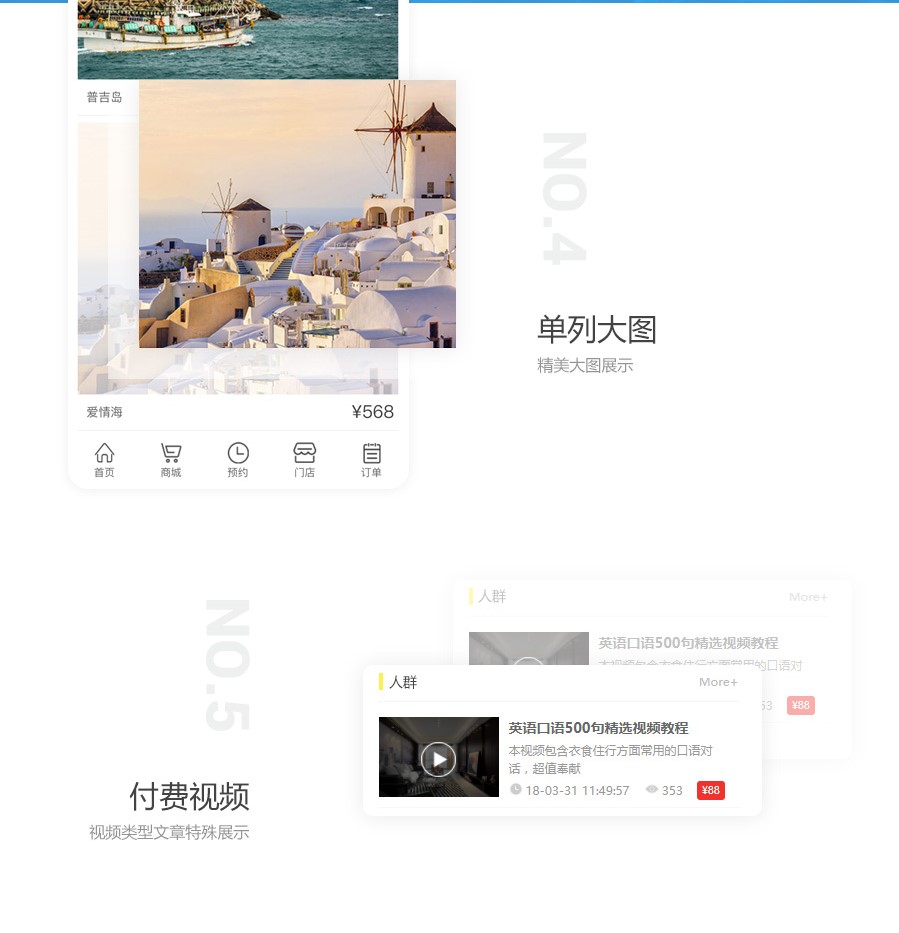 普吉岛
NO.4
单列大图
精美大图展示
爱情海
¥568
首页
商城
预约
门店
订单
NO.5
付费视频
视频类型文章特殊展示
人群
More+
英语口语500句精选视频教程
本视频包含衣食住行方面常用的口语对
53
¥88
人群
More+
英语口语500句精选视频教程
本视频包含衣食住行方面常用的口语对
话，超值奉献
18-03-31 11:49:57
353
¥88